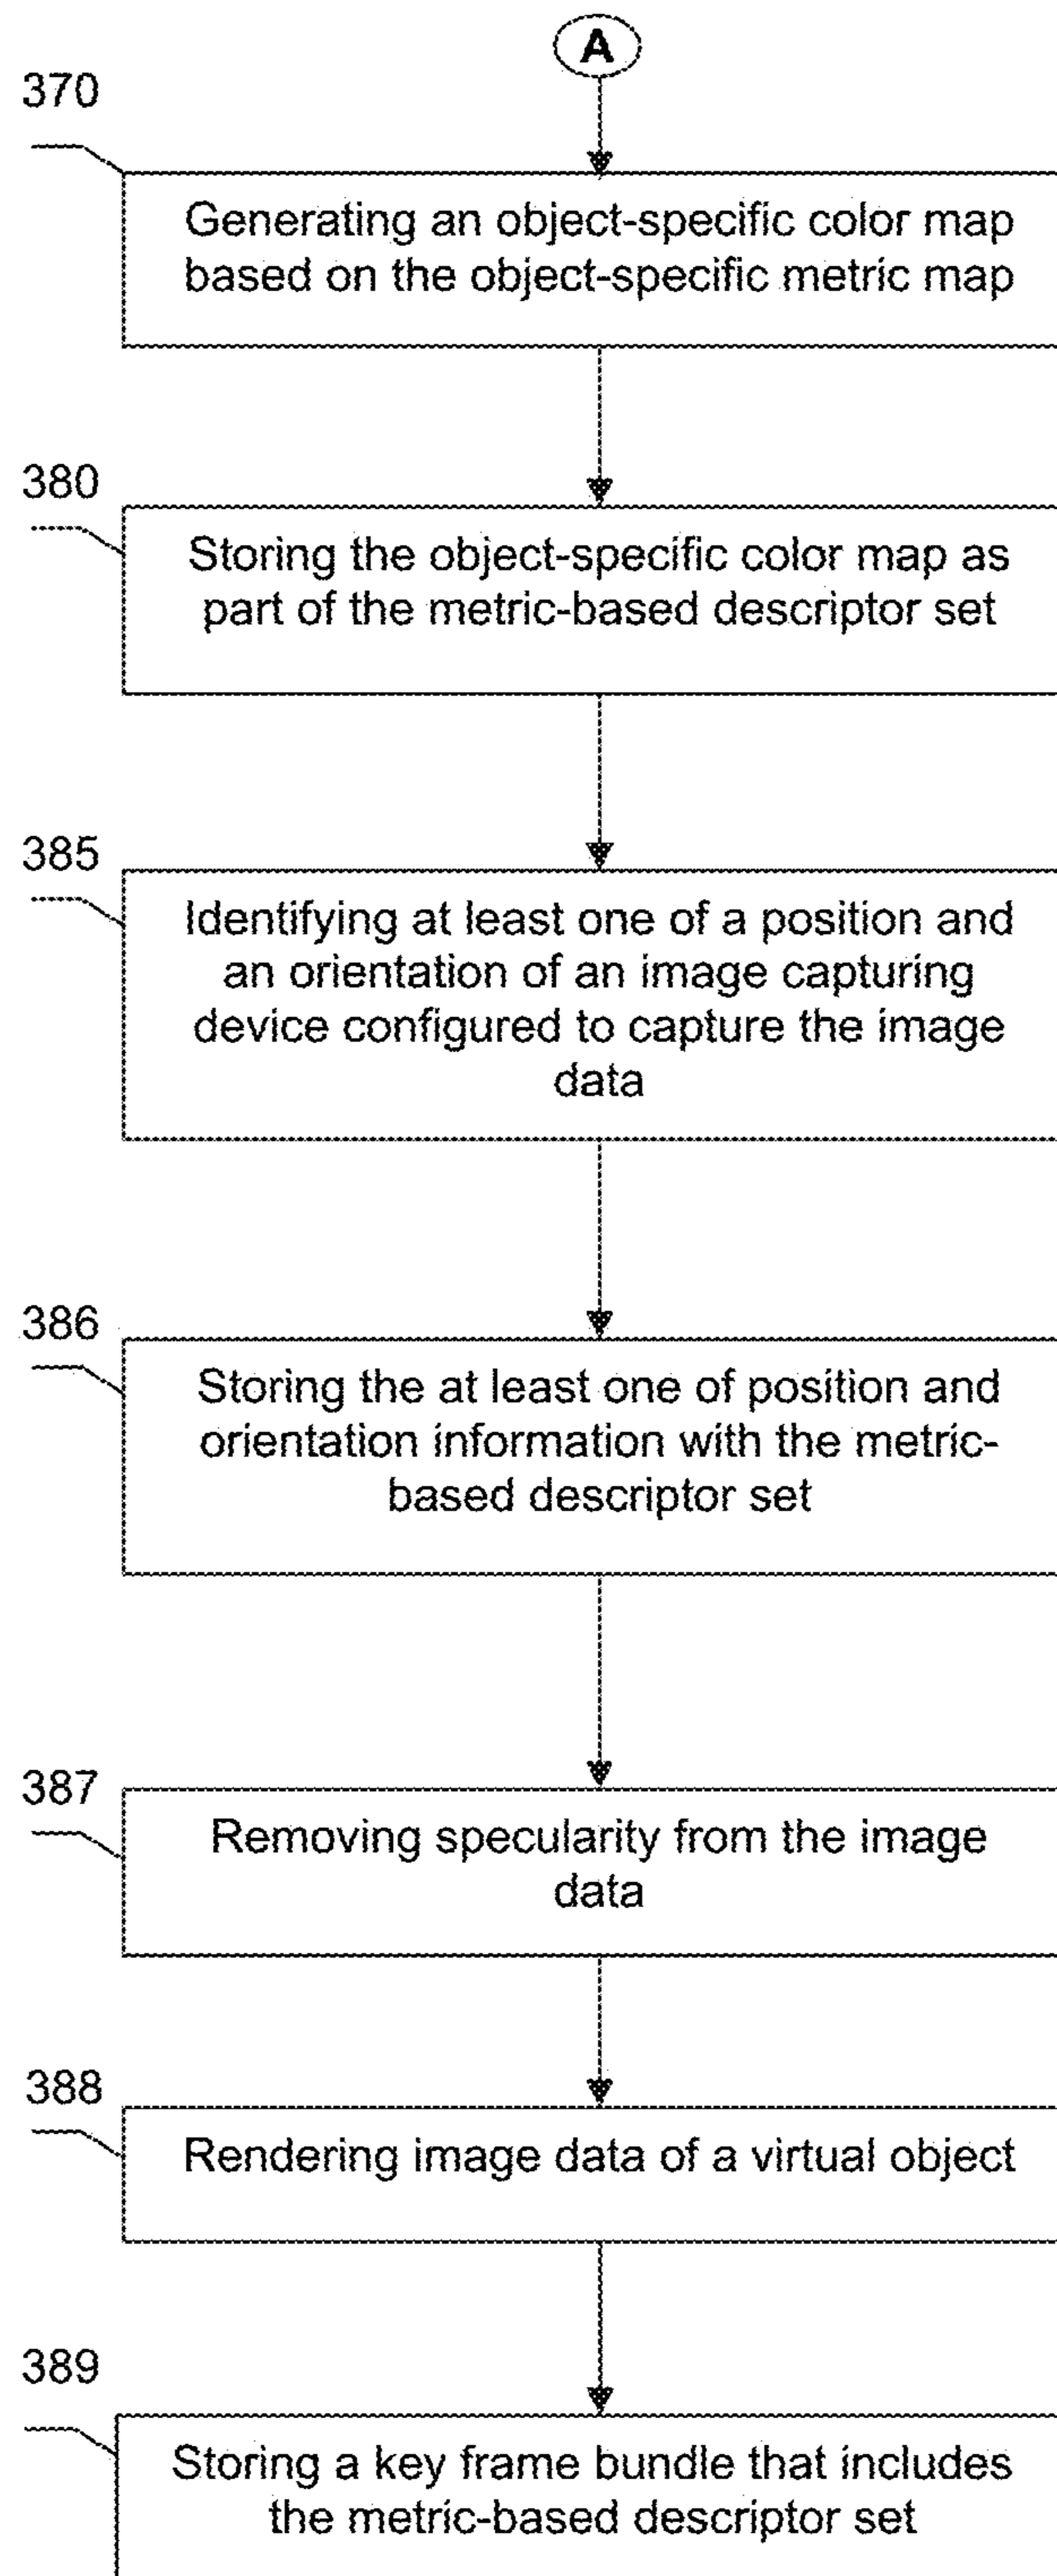 A
370
Generating an object-specific color map
based on the object-specific metric map
380
Storing the object-specific color map as
part of the metric-based descriptor set
385
Identifying at least one of a position and
an orientation of an image capturing
device configured to capture the image
data
386
Storing the at least one of position and
orientation information with the metric-
based descriptor set
387
Removing specularity from the image
data
388
Rendering image data of a virtual object
389
Storing a key frame bundle that includes
the metric-based descriptor set